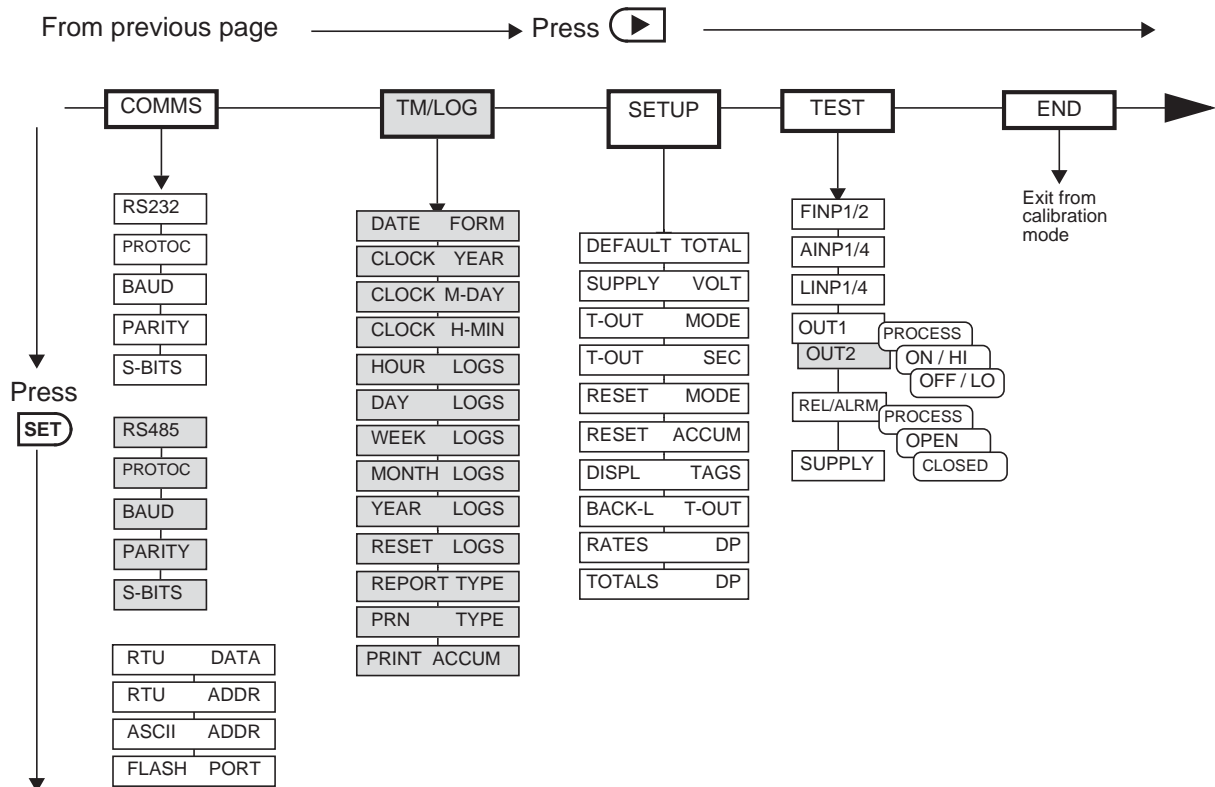 From previous page
Press
COMMS
TM/LOG
SETUP
TEST
END
Press
SET
RS232
PROTOC
BAUD
PARITY
S-BITS
RS485
PROTOC
BAUD
PARITY
S-BITS
RTU DATA
RTU ADDR
ASCII ADDR
FLASH PORT
DATE FORM
CLOCK YEAR
CLOCK M-DAY
CLOCK H-MIN
HOUR LOGS
DAY LOGS
WEEK LOGS
MONTH LOGS
YEAR LOGS
RESET LOGS
REPORT TYPE
PRN TYPE
PRINT ACCUM
DEFAULT TOTAL
SUPPLY VOLT
T-OUT MODE
T-OUT SEC
RESET MODE
RESET ACCUM
DISPL TAGS
BACK-L T-OUT
RATES DP
TOTALS DP
FINP1/2
AINP1/4
LINP1/4
OUT1
OUT2
PROCESS
ON / HI
OFF / LO
REL/ALRM
PROCESS
OPEN
CLOSED
SUPPLY
Exit from
calibration
mode